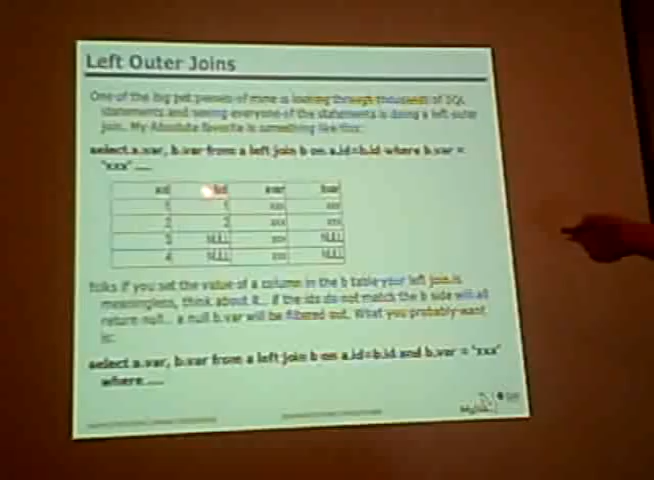 Left Outer Joins
One of the big pet peeves of mine is looking through thousands of SQL
statements and seeing everyone of the statements is doing a left outer
join. My Absolute favorite is something like this:
select a.var, b.var from a left join b on a.id=b.id where b.var =
"xxx" ....
aid bid avar bvar
1 1 xxx xxx
2 2 xxx xxx
3 NULL xxx NULL
4 NULL xxx NULL
folks if you set the value of a column in the b table your left join is
meaningless, think about it... if the ids do not match the b side will all
return null... a null b.var will be filtered out. What you probably want
is:
select a.var, b.var from a left join b on a.id=b.id and b.var = "xxx"
where ....
MySQL